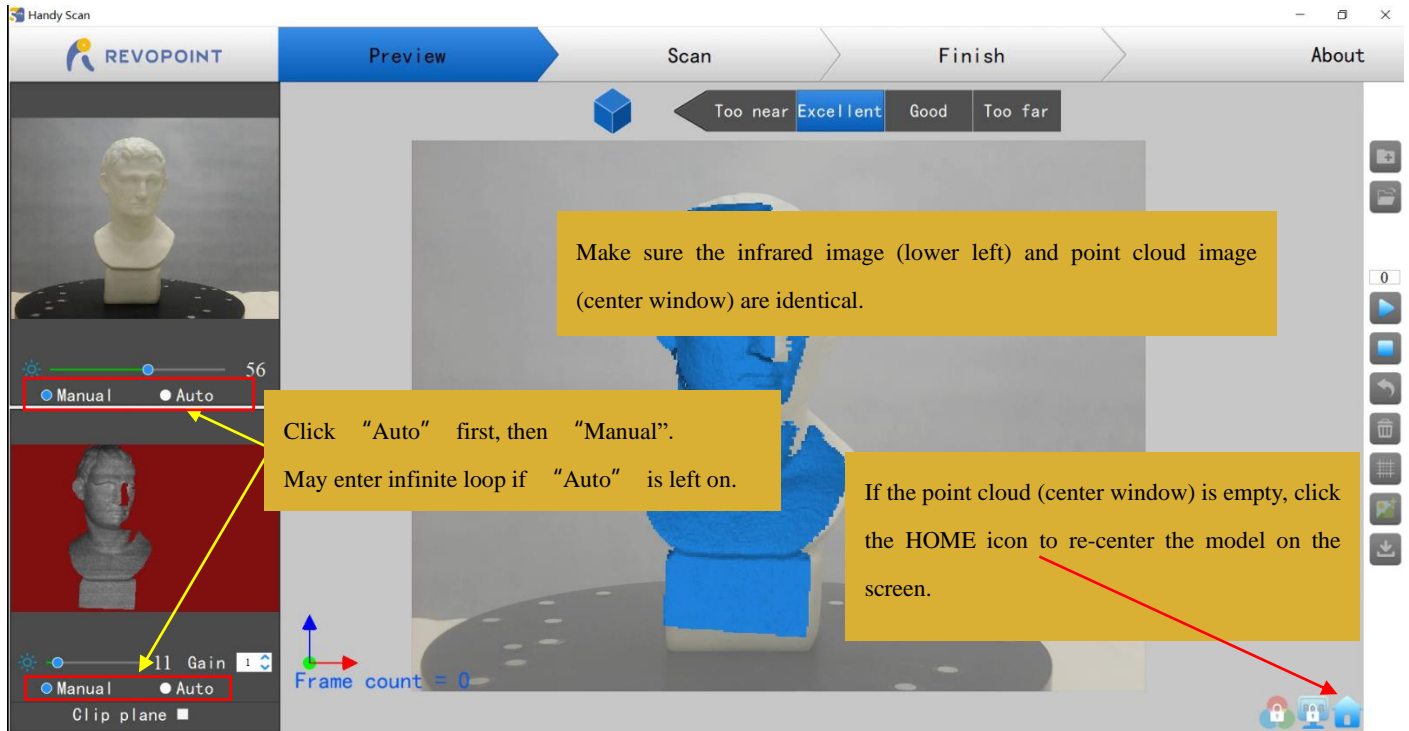 Handy Scan
REVOPOINT
Preview
Scan
Finish
About
Too near
Excellent
Good
Too far
Make sure the infrared image (lower left) and point cloud image
(center window) are identical.
0
56
Manual
Auto
Click “Auto” first, then “Manual”.
May enter infinite loop if “Auto” is left on.
If the point cloud (center window) is empty, click
the HOME icon to re-center the model on the
screen.
11 Gain 1
Manual
Auto
Frame count = 0
Clip plane